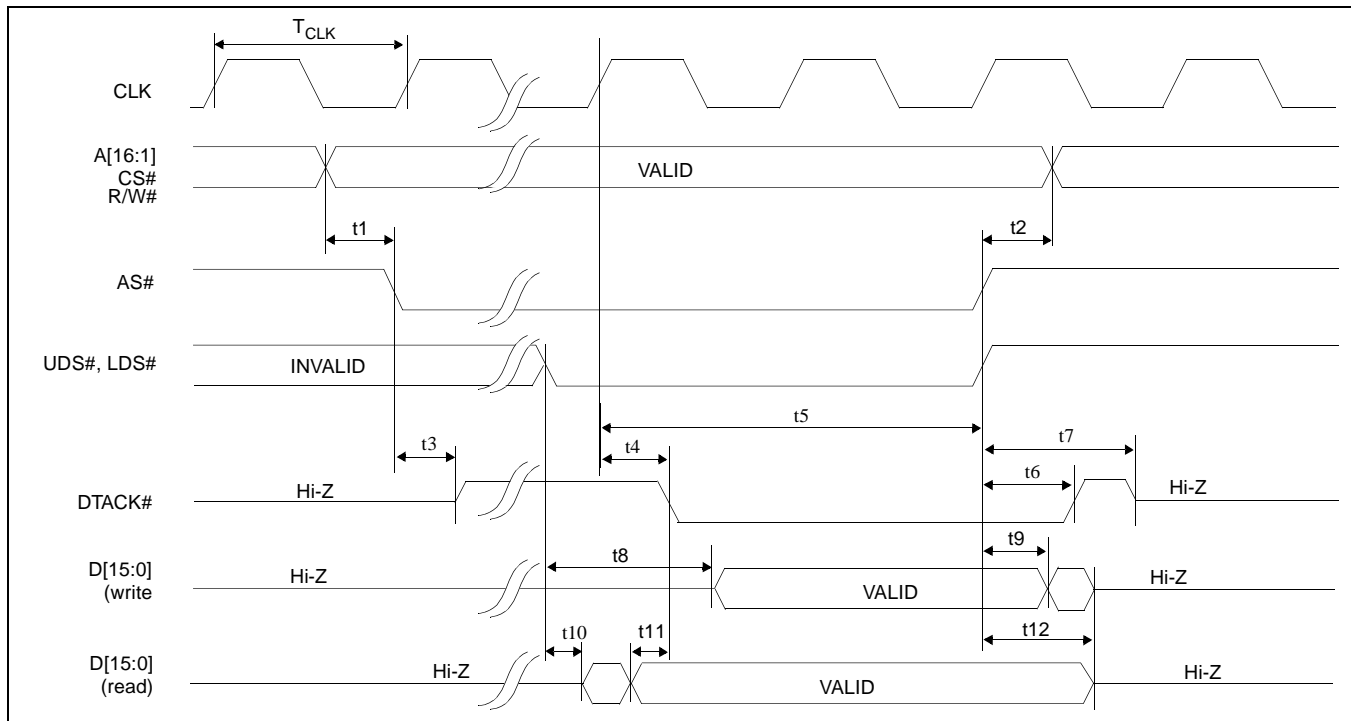 TCLK
CLK
A[16:1]
CS#
R/W#
VALID
t1
t2
AS#
UDS#, LDS#
INVALID
t5
t3
t4
t7
t6
DTACK#
Hi-Z
Hi-Z
t9
D[15:0]
(write
Hi-Z
t8
VALID
Hi-Z
t10
t11
t12
D[15:0]
(read)
Hi-Z
VALID
Hi-Z